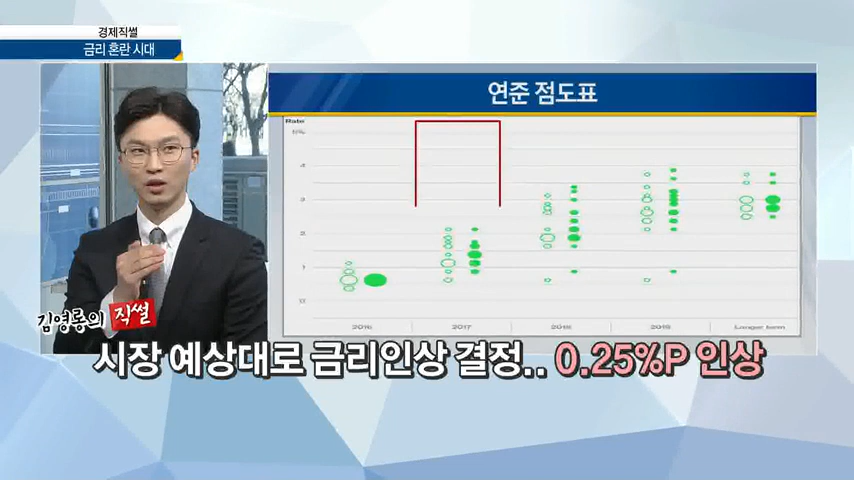 경제직썰
금리 혼란 시대
연준 점도표
Rate
5%
4
3
2
1
0
2016
2017
2018
2019
Longer term
김영롱의 직썰
시장 예상대로 금리인상 결정.. 0.25%P 인상